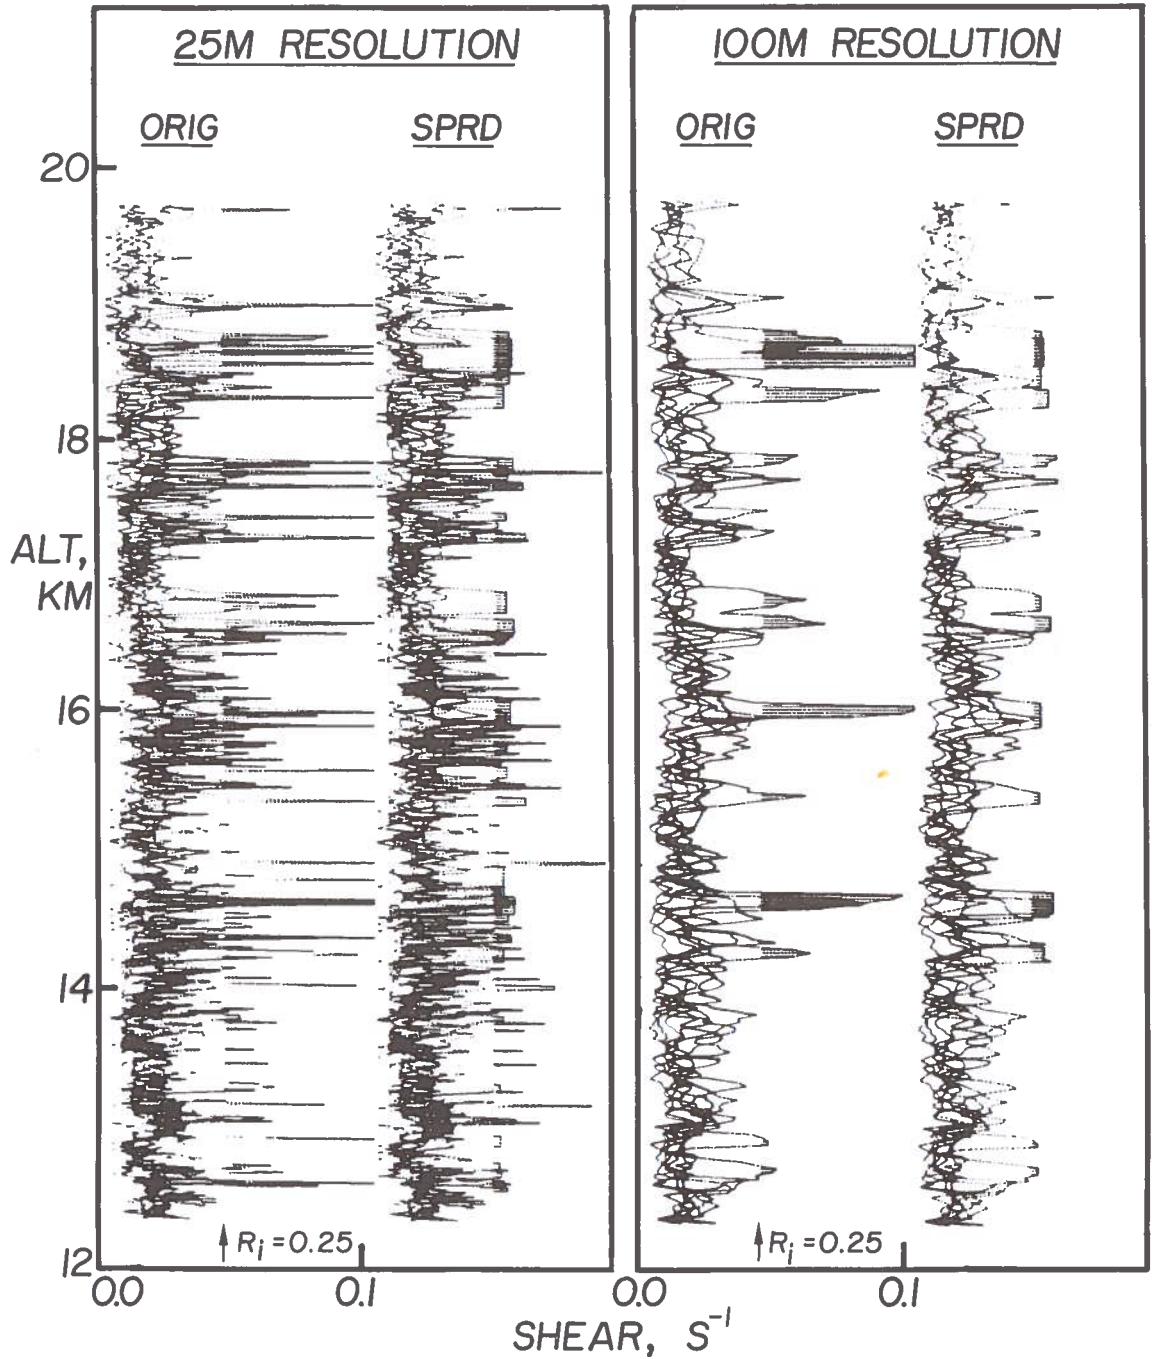 25M RESOLUTION
100M RESOLUTION
ORIG
SPRD
ORIG
SPRD
20
18
ALT,
KM
16
14
12
Ri=0.25
Ri=0.25
0.0
0.1
0.0
0.1
SHEAR, S⁻¹